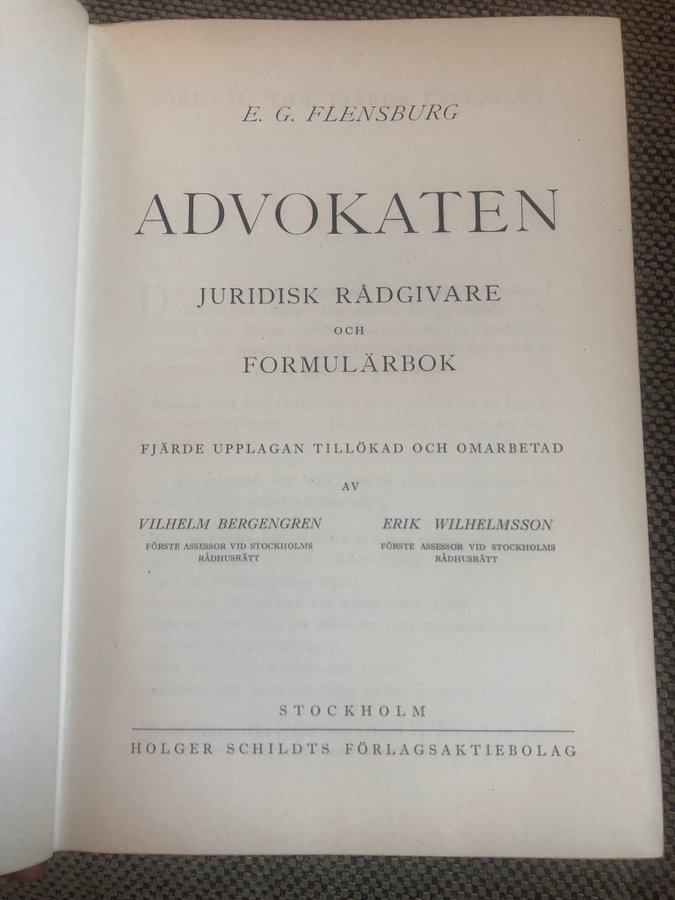 E. G. FLENSBURG
ADVOKATEN
JURIDISK RÅDGIVARE
OCH
FORMULÄRBOK
FJÄRDE UPPLAGAN TILLÖKAD OCH OMARBETAD
AV
VILHELM BERGENGREN ERIK WILHELMSSON
FÖRSTE ASSESSOR VID STOCKHOLMS FÖRSTE ASSESSOR VID STOCKHOLMS
RÅDHUSRÄTT RÅDHUSRÄTT
STOCKHOLM
HOLGER SCHILDTS FÖRLAGSAKTIEBOLAG